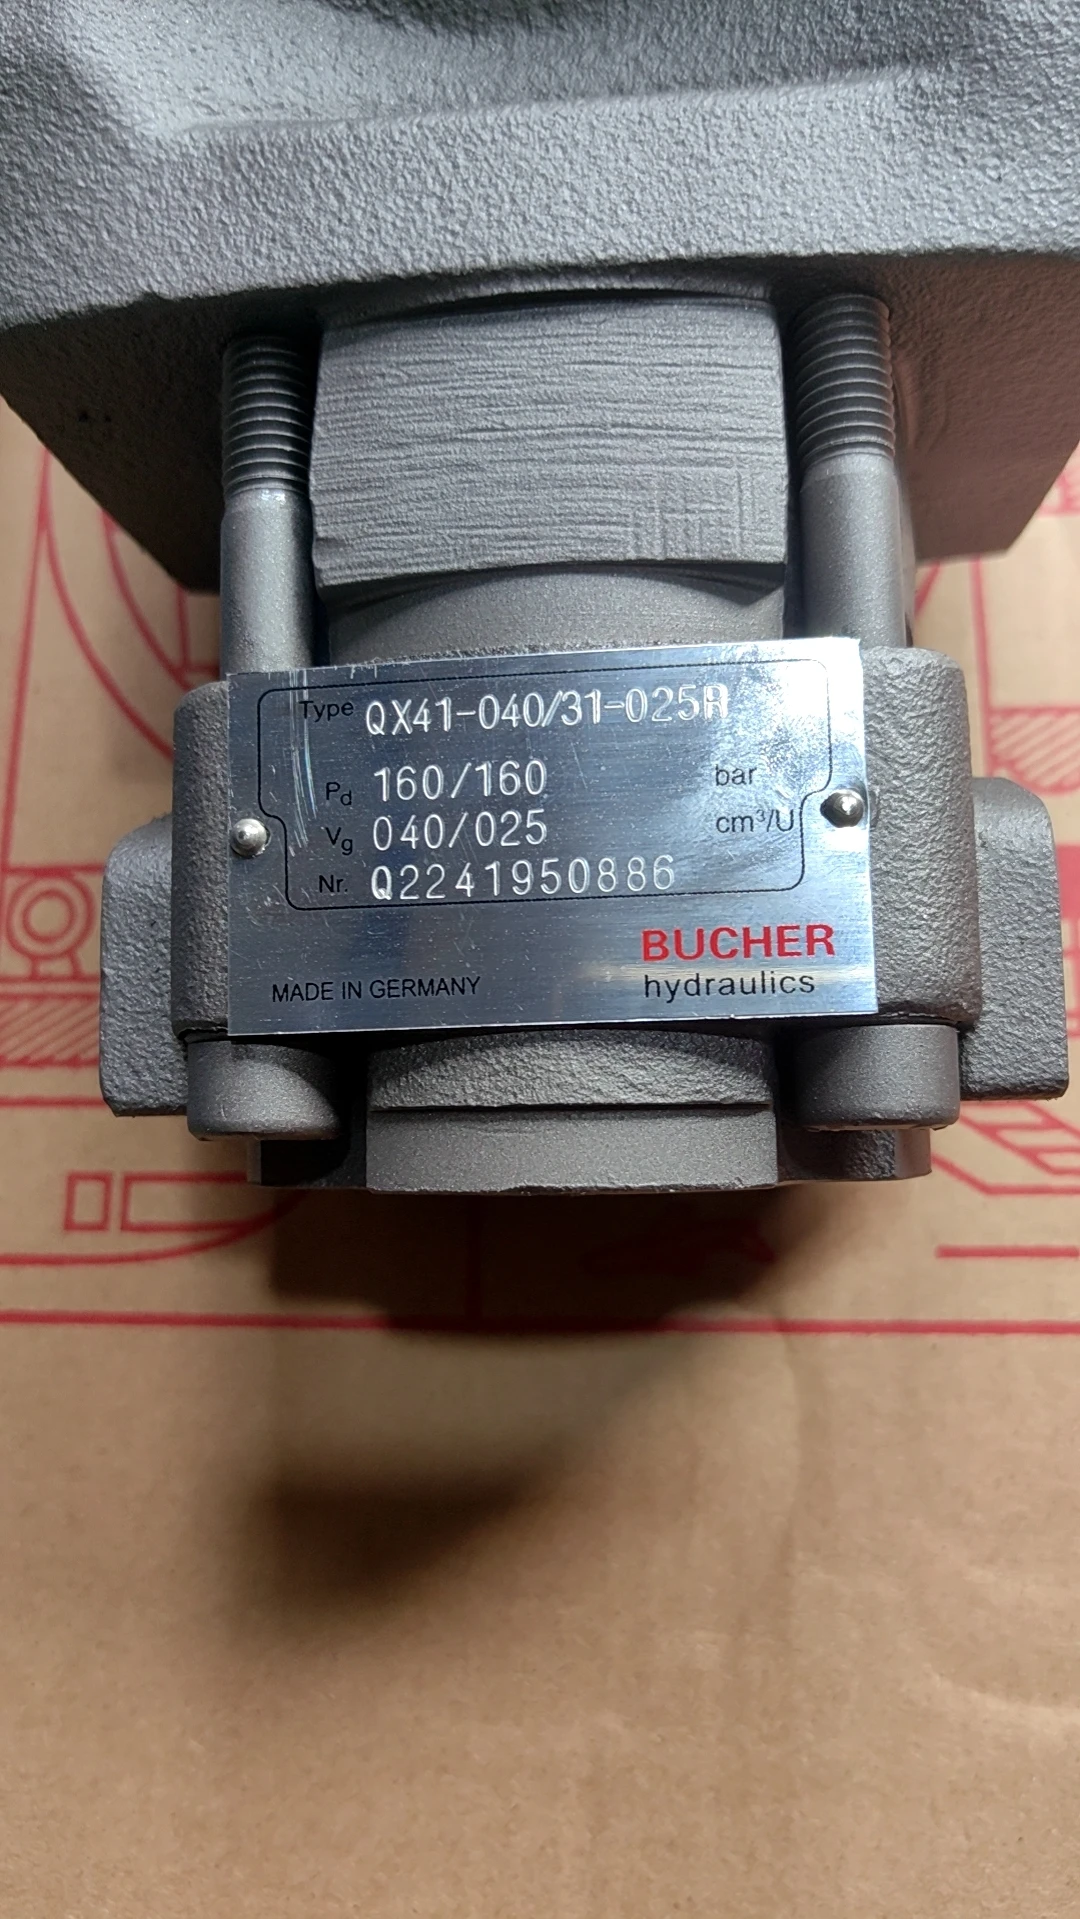 Type QX41-040/31-025R
Pd 160/160 bar
Vg 040/025 cm³/U
Nr. Q2241950886
BUCHER
MADE IN GERMANY hydraulics